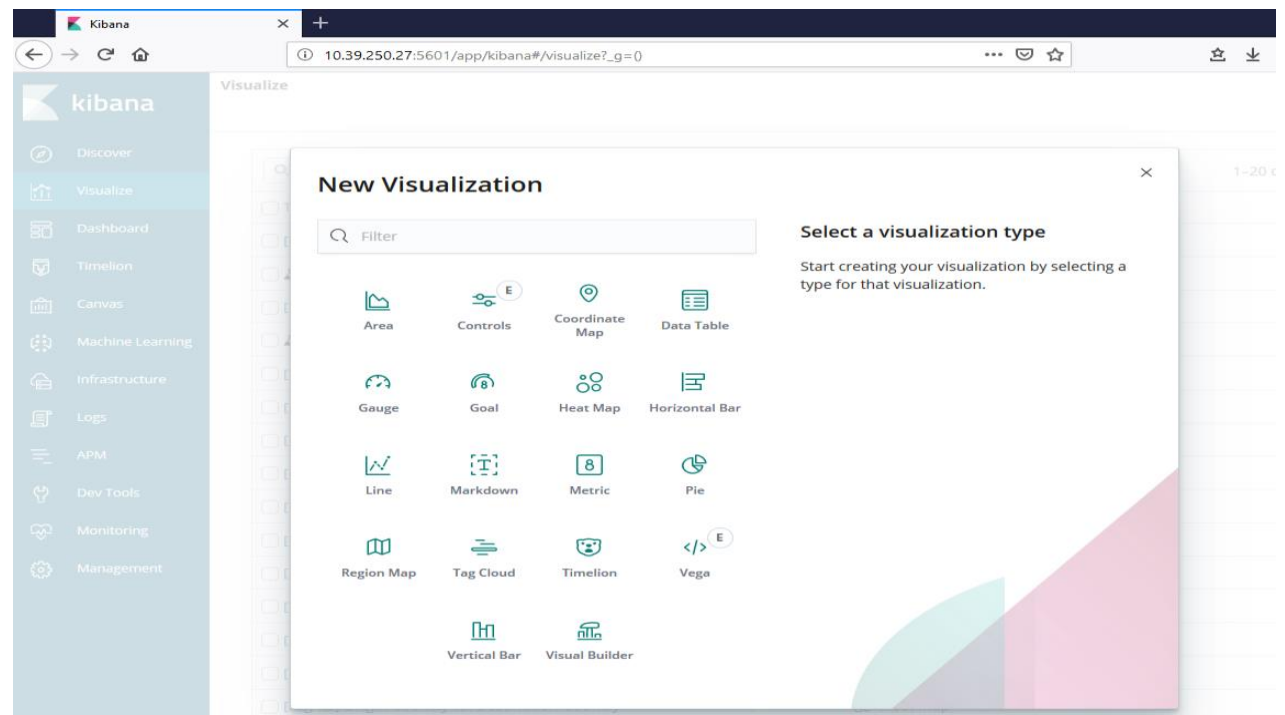 Kibana
10.39.250.27:5601/app/kibana#/visualize?_g=()
kibana
Visualize
Discover
Visualize
Dashboard
Timelion
Canvas
Machine Learning
Infrastructure
Logs
APM
Dev Tools
Monitoring
Management
1–20
New Visualization
Filter
Select a visualization type
Start creating your visualization by selecting a
type for that visualization.
Area
Controls
E
Coordinate
Map
Data Table
Gauge
Goal
Heat Map
Horizontal Bar
Line
Markdown
Metric
Pie
Region Map
Tag Cloud
Timelion
Vega
E
Vertical Bar
Visual Builder